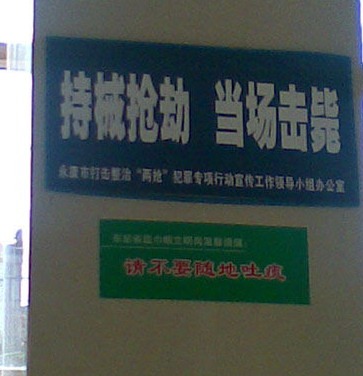 持械抢劫 当场击毙
永康市打击整治“两抢”犯罪专项行动宣传工作领导小组办公室
请不要随地吐痰